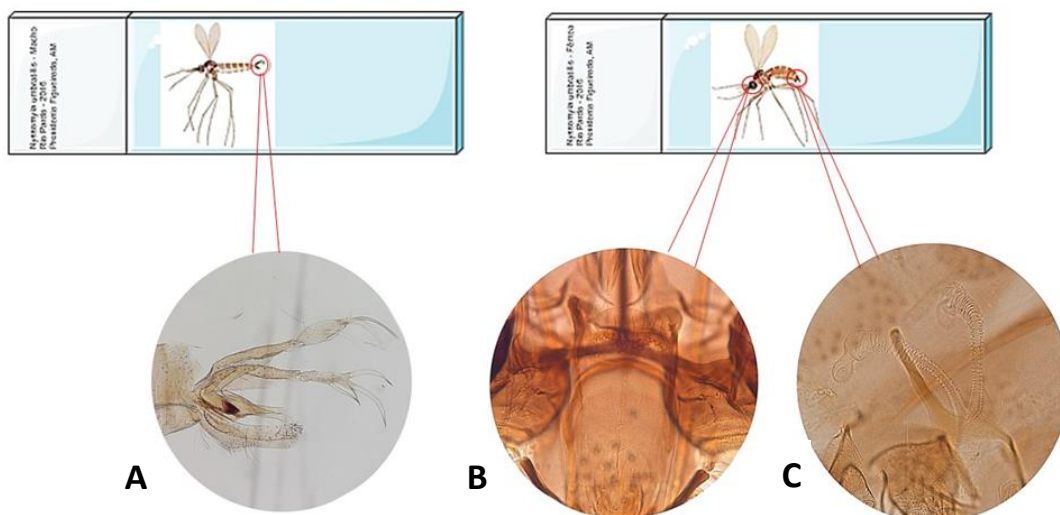 Nyssomyia umbratilis - Macho
Rio Pardo - 2016
Presidente Figueiredo, AM
Nyssomyia umbratilis - Fêmea
Rio Pardo - 2016
Presidente Figueiredo, AM
A
B
C